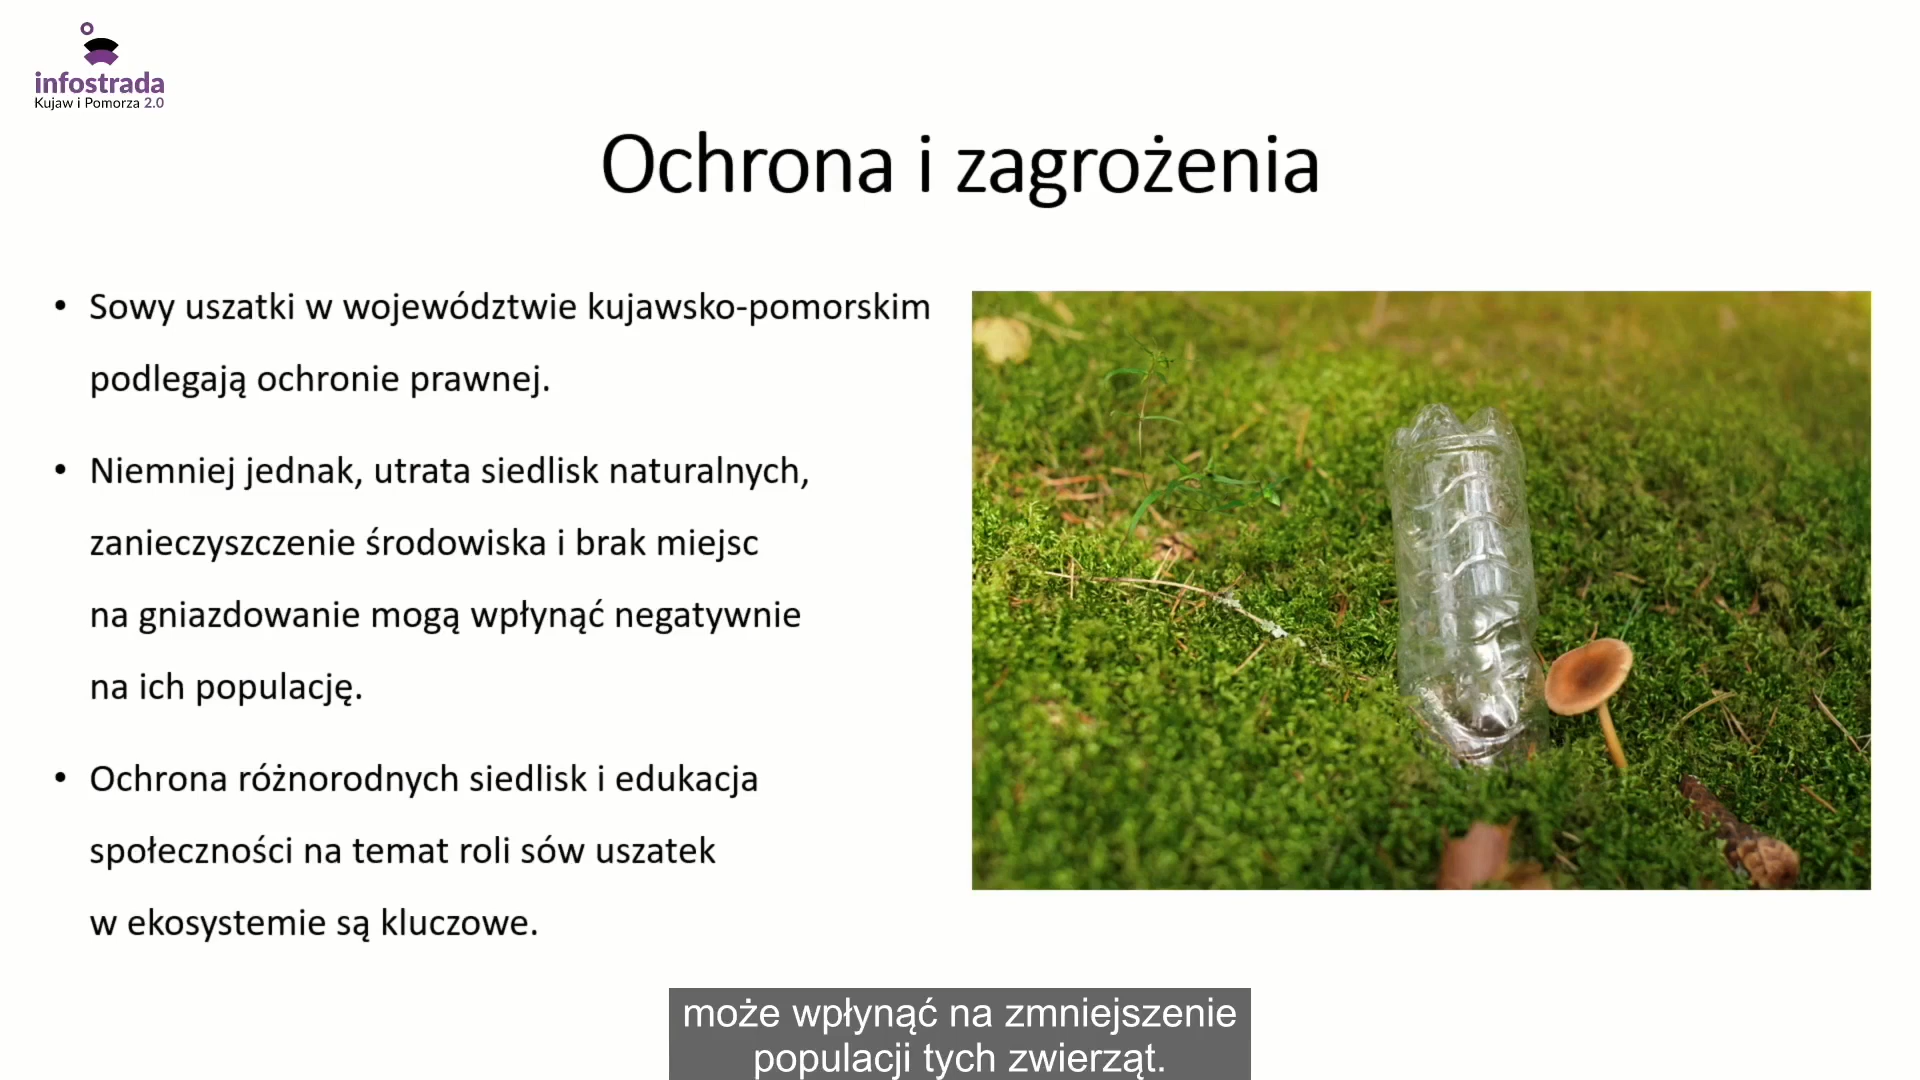 infostrada
Kujaw i Pomorza 2.0
Ochrona i zagrożenia
• Sowy uszatki w województwie kujawsko-pomorskim
podlegają ochronie prawnej.
• Niemniej jednak, utrata siedlisk naturalnych,
zanieczyszczenie środowiska i brak miejsc
na gniazdowanie mogą wpłynąć negatywnie
na ich populację.
• Ochrona różnorodnych siedlisk i edukacja
społeczności na temat roli sów uszatek
w ekosystemie są kluczowe.
może wpłynąć na zmniejszenie
populacji tych zwierząt.